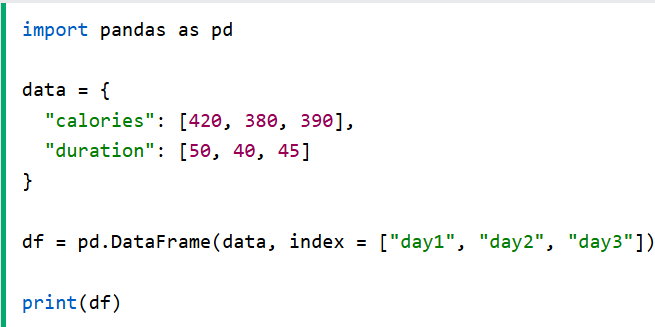 import pandas as pd
data = {
  "calories": [420, 380, 390],
  "duration": [50, 40, 45]
}
df = pd.DataFrame(data, index = ["day1", "day2", "day3"])
print(df)